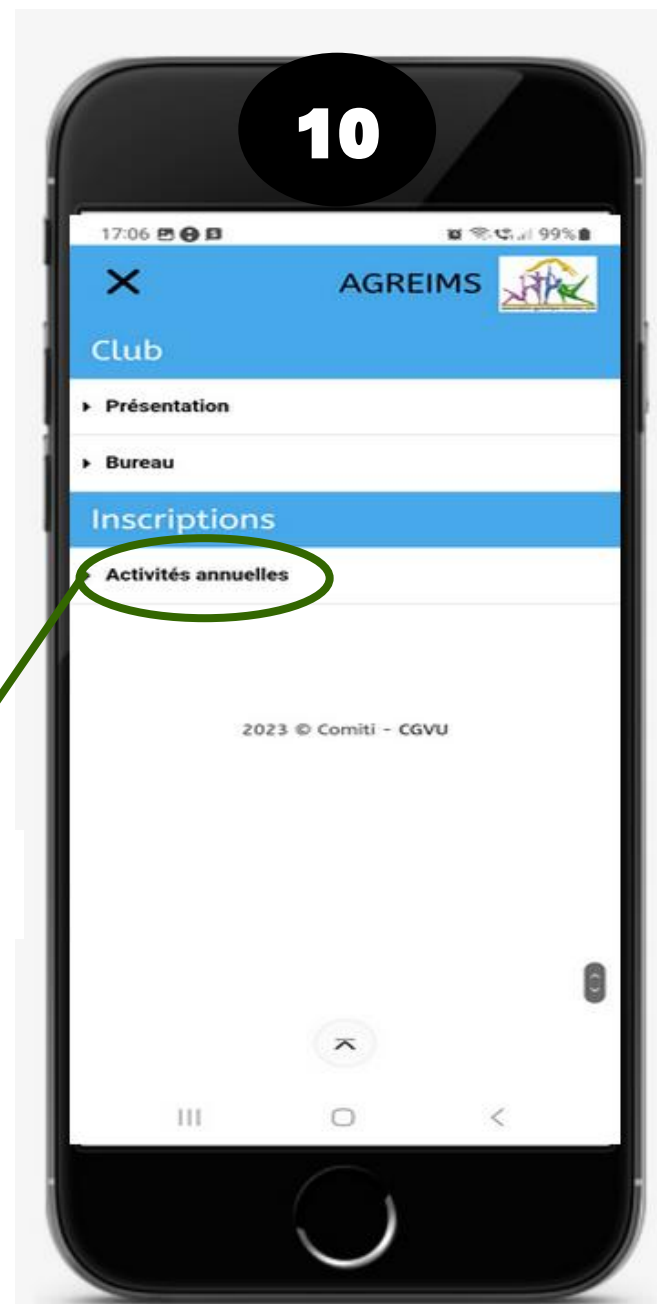 10
17:06 99%
AGREIMS
Club
Présentation
Bureau
Inscriptions
Activités annuelles
2023 © Comiti - CGVU